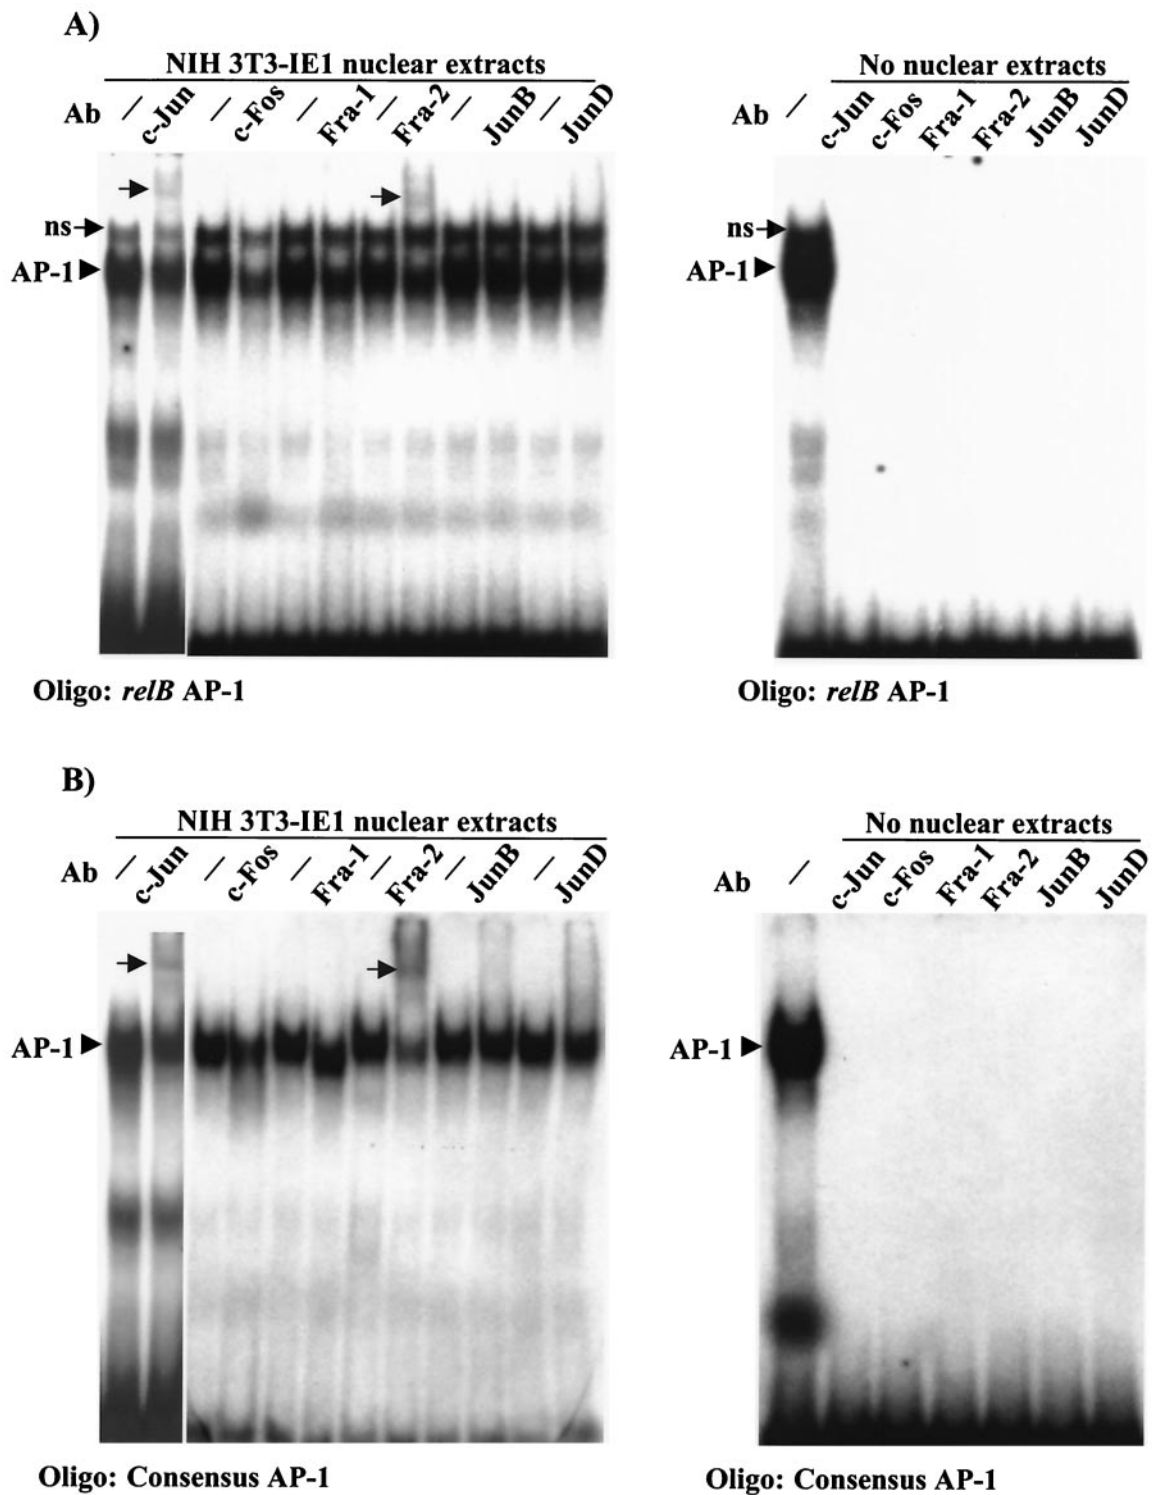 A)
NIH 3T3-IE1 nuclear extracts
Ab — c-Jun — c-Fos — Fra-1 — Fra-2 — JunB — JunD
ns
AP-1
Oligo: relB AP-1
No nuclear extracts
Ab — c-Jun c-Fos Fra-1 Fra-2 JunB JunD
ns
AP-1
Oligo: relB AP-1
B)
NIH 3T3-IE1 nuclear extracts
Ab — c-Jun — c-Fos — Fra-1 — Fra-2 — JunB — JunD
AP-1
Oligo: Consensus AP-1
No nuclear extracts
Ab — c-Jun c-Fos Fra-1 Fra-2 JunB JunD
AP-1
Oligo: Consensus AP-1